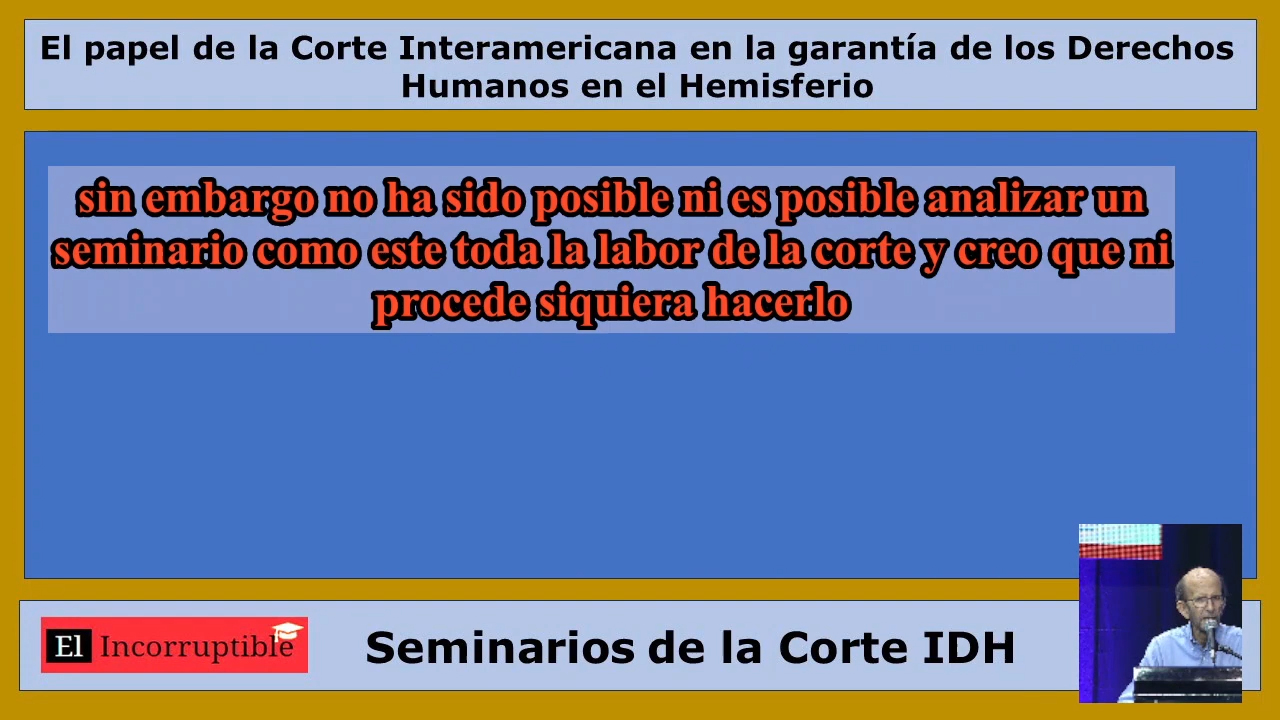 El papel de la Corte Interamericana en la garantía de los Derechos
Humanos en el Hemisferio
sin embargo no ha sido posible ni es posible analizar un
seminario como este toda la labor de la corte y creo que ni
procede siquiera hacerlo
El Incorruptible
Seminarios de la Corte IDH